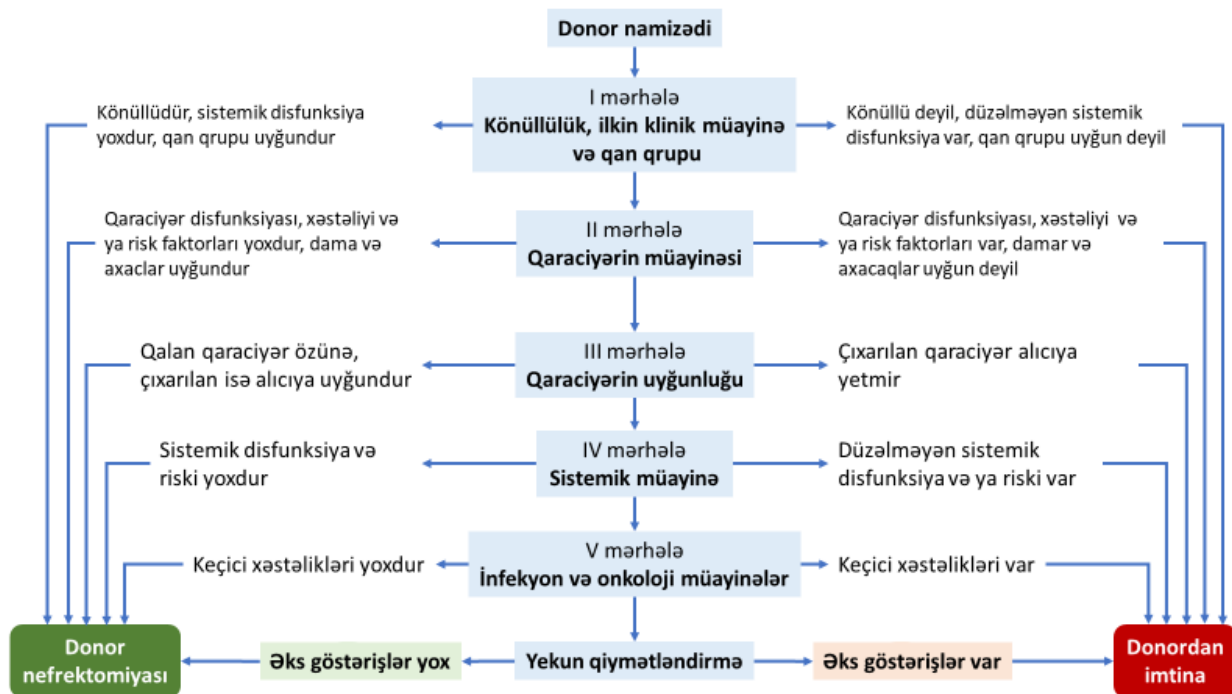 Donor namizədi
I mərhələ
Könüllülük, ilkin klinik müayinə
və qan qrupu
Könüllüdür, sistemik disfunksiya
yoxdur, qan qrupu uyğundur
Könüllü deyil, düzəlməyən sistemik
disfunksiya var, qan qrupu uyğun deyil
II mərhələ
Qaraciyərin müayinəsi
Qaraciyər disfunksiyası, xəstəliyi və
ya risk faktorları yoxdur, dama və
axaclar uyğundur
Qaraciyər disfunksiyası, xəstəliyi və
ya risk faktorları var, damar və
axacaqlar uyğun deyil
III mərhələ
Qaraciyərin uyğunluğu
Qalan qaraciyər özünə,
çıxarılan isə alıcıya uyğundur
Çıxarılan qaraciyər alıcıya
yetmir
IV mərhələ
Sistemik müayinə
Sistemik disfunksiya və
riski yoxdur
Düzəlməyən sistemik
disfunksiya və ya riski var
V mərhələ
İnfekyon və onkoloji müayinələr
Keçici xəstəlikləri yoxdur
Keçici xəstəlikləri var
Donor
nefrektomiyası
Əks göstərişlər yox
Yekun qiymətləndirmə
Əks göstərişlər var
Donordan
imtina